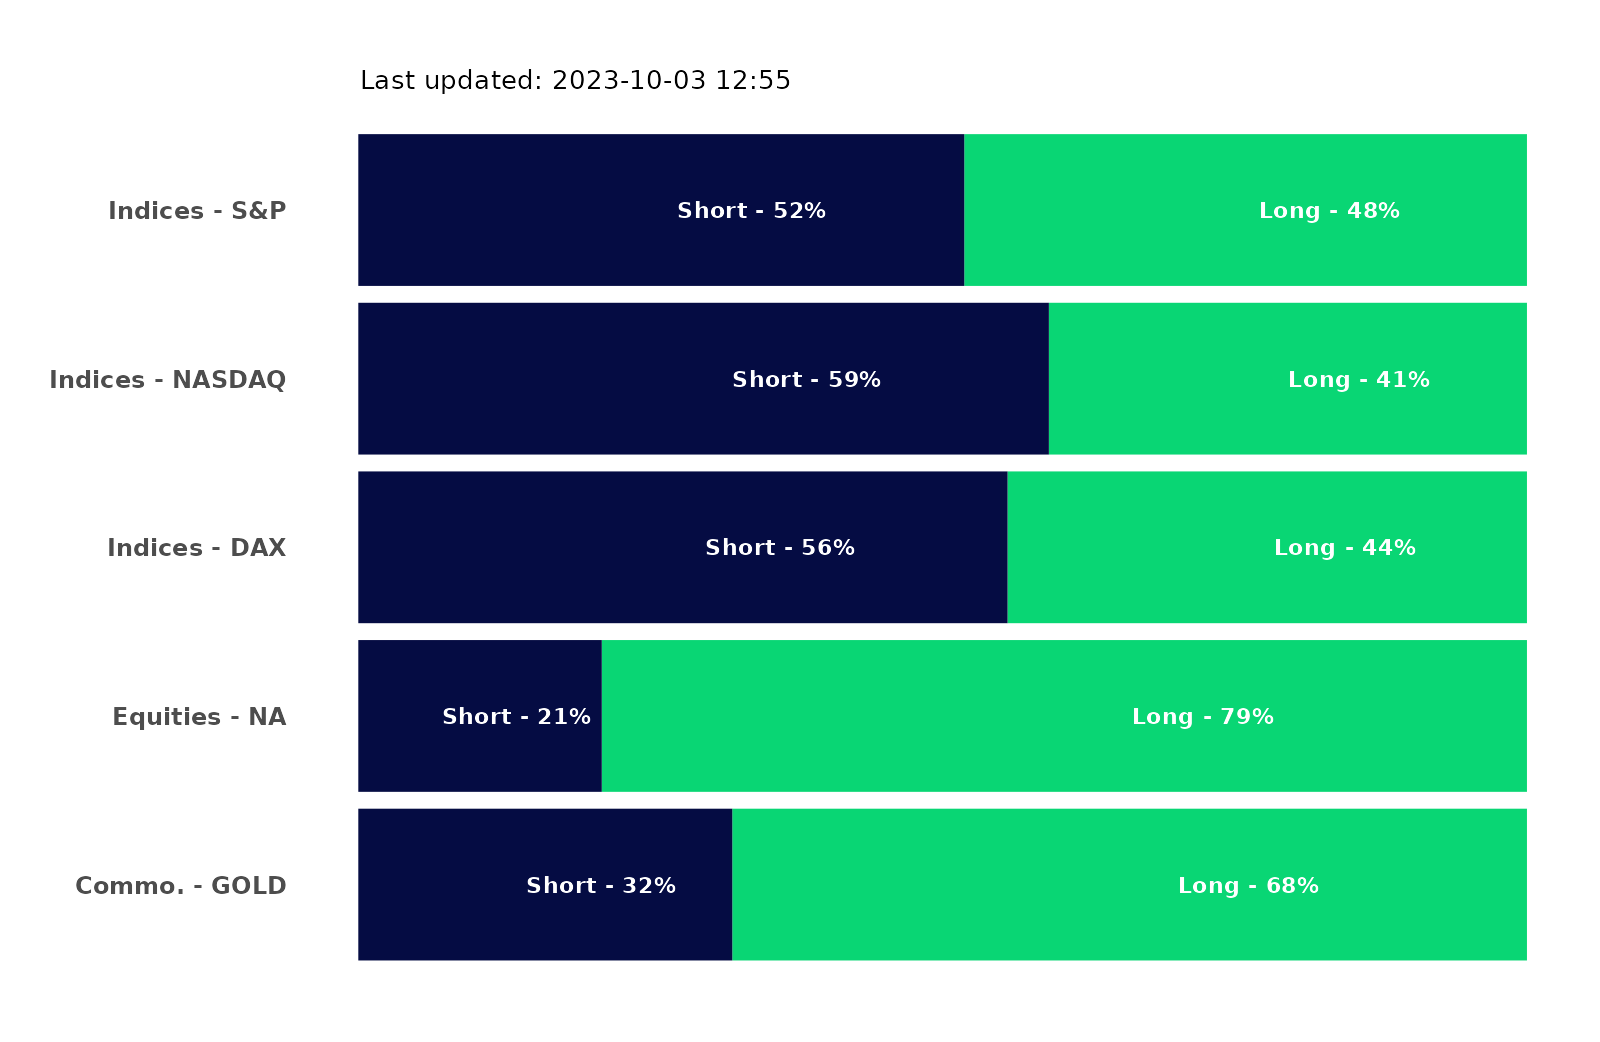 Last updated: 2023-10-03 12:55
Indices - S&P Short - 52% Long - 48%
Indices - NASDAQ Short - 59% Long - 41%
Indices - DAX Short - 56% Long - 44%
Equities - NA Short - 21% Long - 79%
Commo. - GOLD Short - 32% Long - 68%